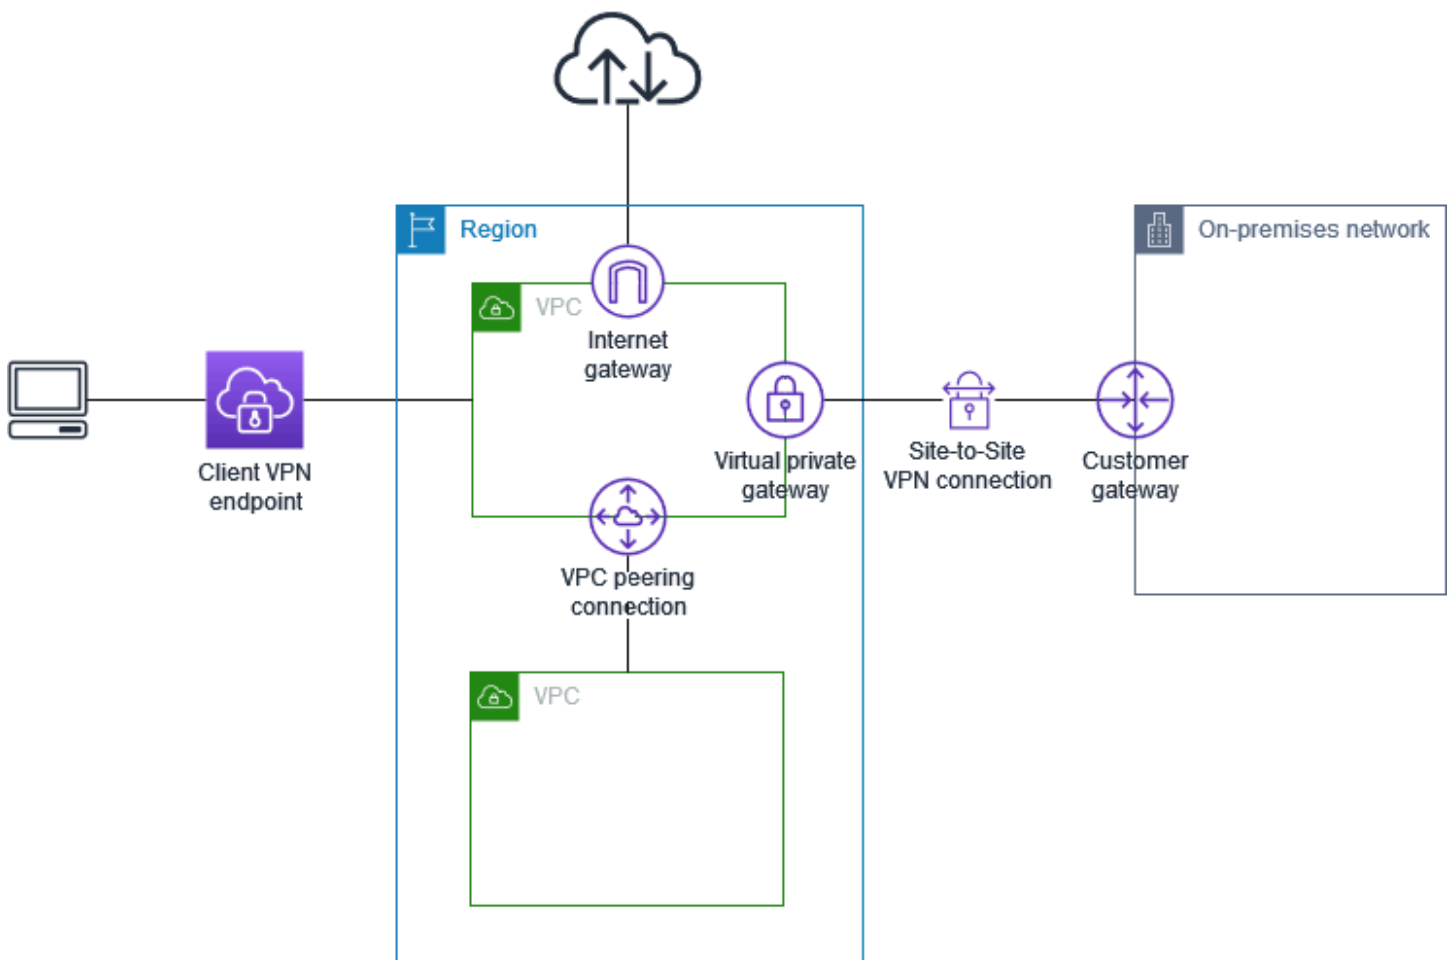 Region
On-premises network
VPC
Internet
gateway
Client VPN
endpoint
Virtual private
gateway
Site-to-Site
VPN connection
Customer
gateway
VPC peering
connection
VPC